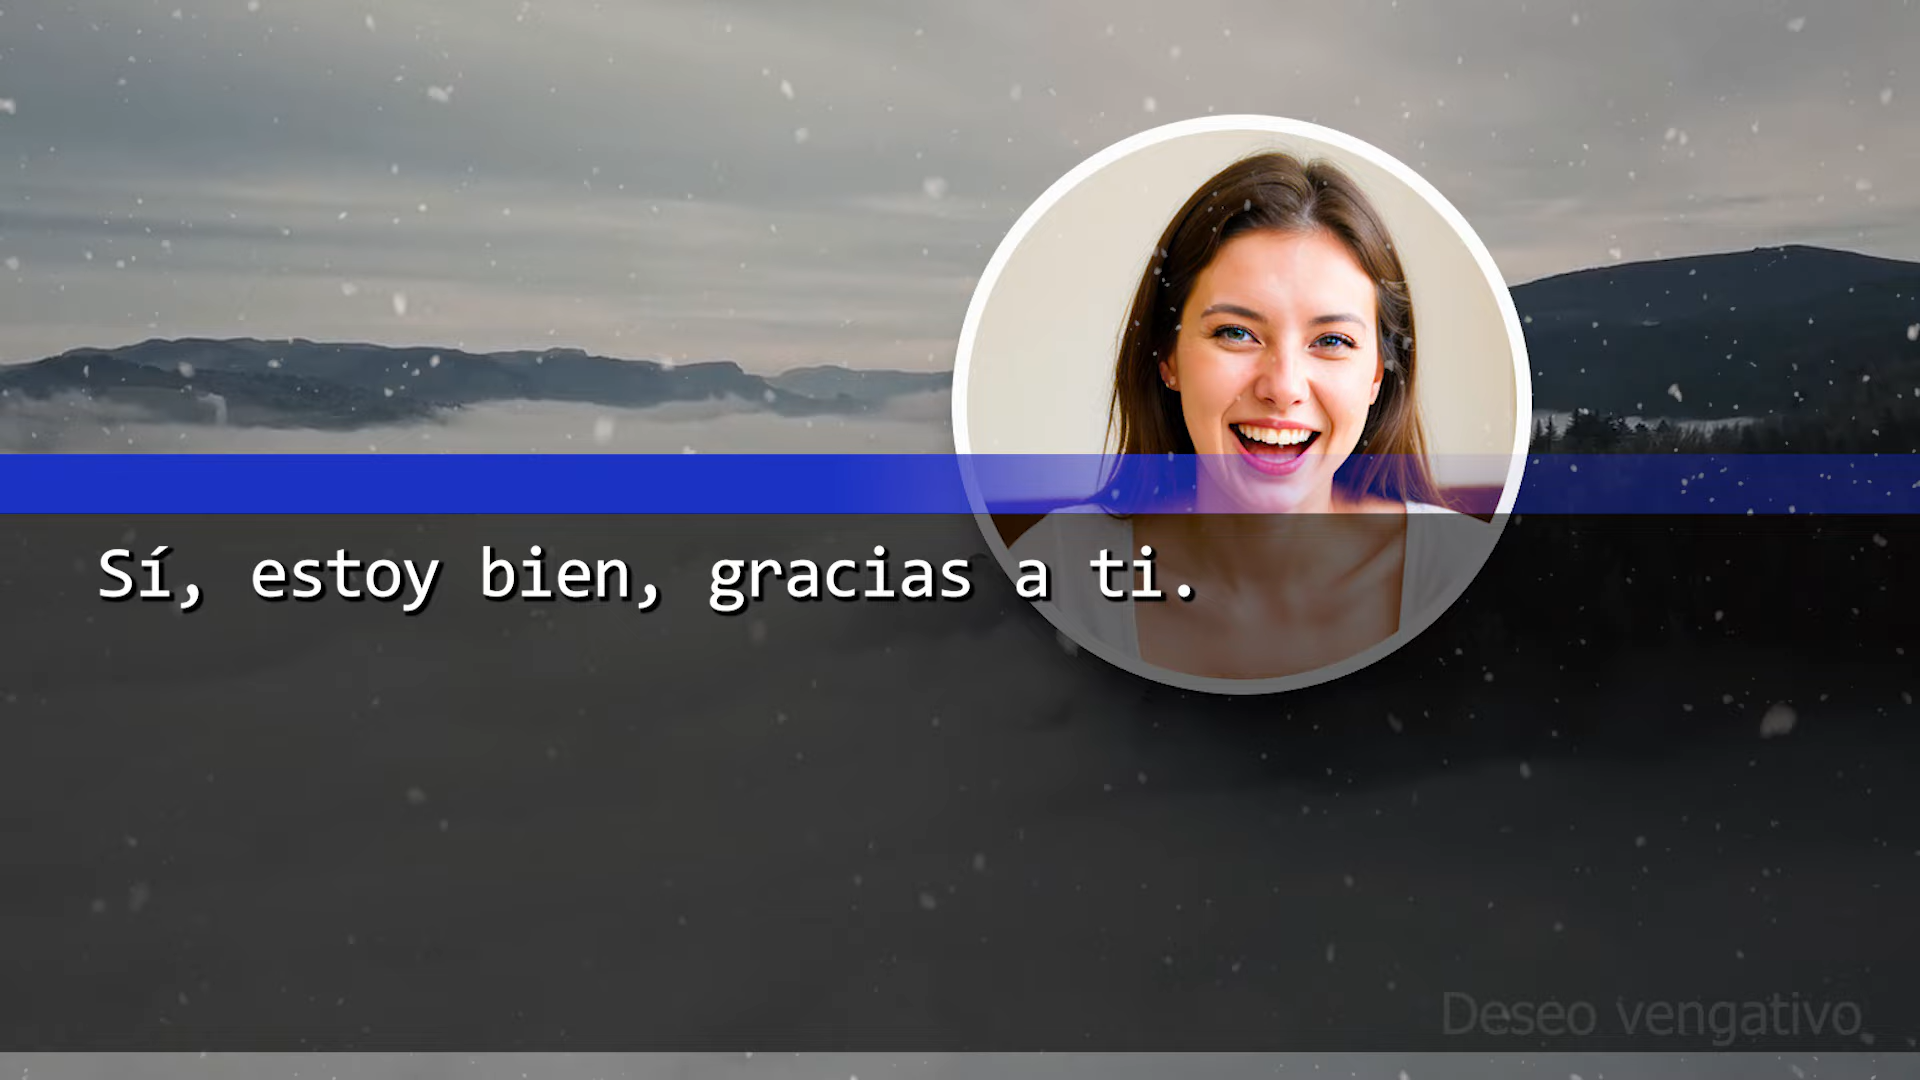 Sí, estoy bien, gracias a ti.
Deseo vengativo